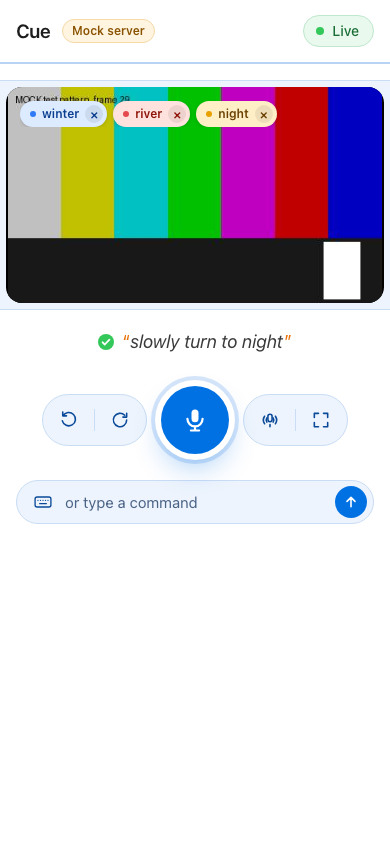 Cue
Mock server
Live
MOCK test pattern frame 29
winter ×
river ×
night ×
"slowly turn to night"
or type a command